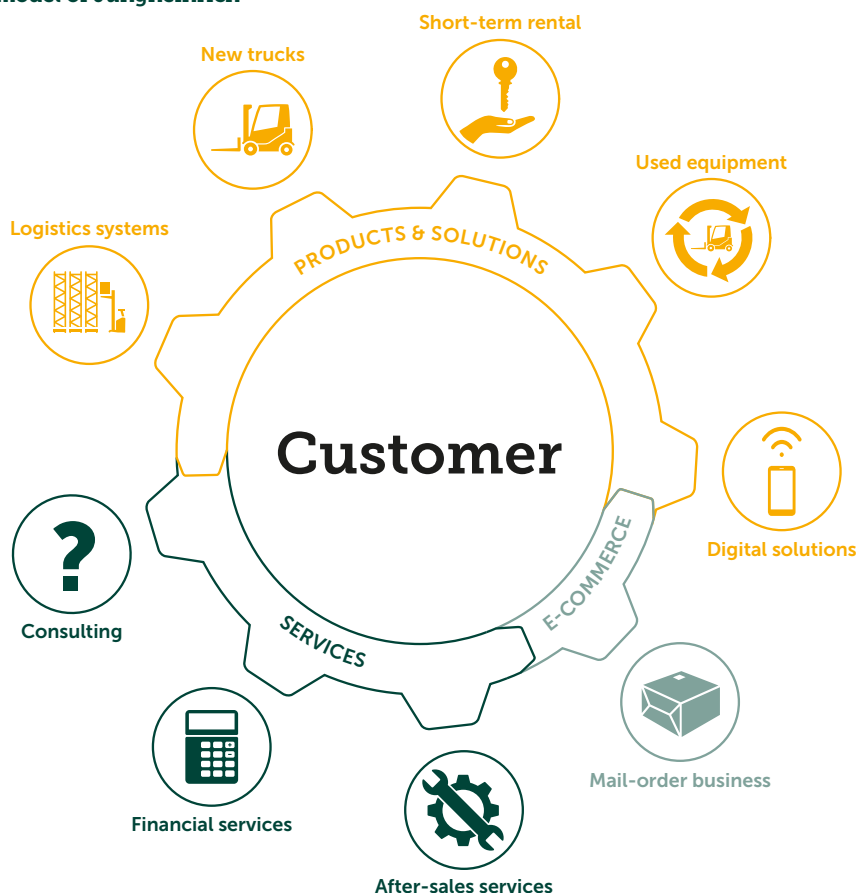 Short-term rental
New trucks
Used equipment
Logistics systems
PRODUCTS & SOLUTIONS
Customer
Digital solutions
E-COMMERCE
SERVICES
Consulting
?
Mail-order business
Financial services
After-sales services